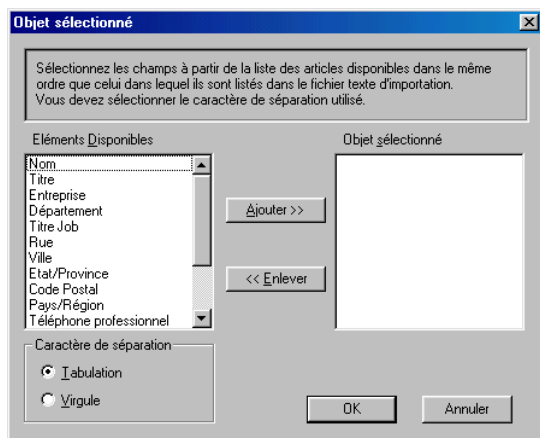 Objet sélectionné
Sélectionnez les champs à partir de la liste des articles disponibles dans le même
ordre que celui dans lequel ils sont listés dans le fichier texte d'importation.
Vous devez sélectionner le caractère de séparation utilisé.
Eléments Disponibles
Objet sélectionné
Nom
Titre
Entreprise
Département
Titre Job
Rue
Ville
Etat/Province
Code Postal
Pays/Région
Téléphone professionnel
Ajouter >>
<< Enlever
Caractère de séparation
Tabulation
Virgule
OK
Annuler